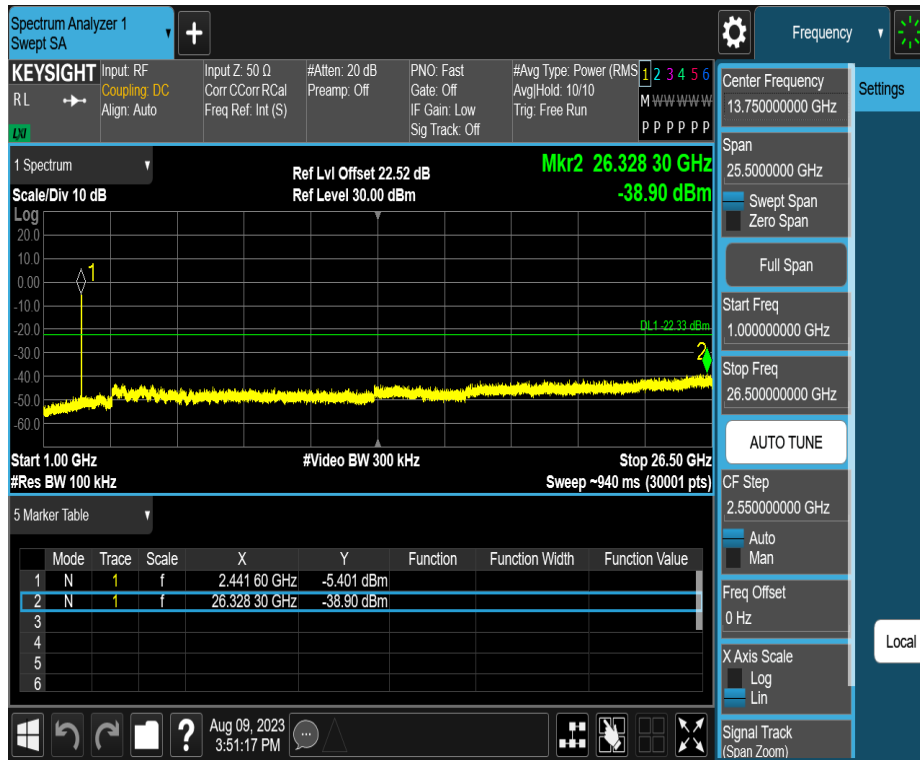 Spectrum Analyzer 1
Swept SA
+
Frequency
KEYSIGHT
RL
LXI
Input: RF
Coupling: DC
Align: Auto
Input Z: 50 Ω
Corr CCorr RCal
Freq Ref: Int (S)
#Atten: 20 dB
Preamp: Off
PNO: Fast
Gate: Off
IF Gain: Low
Sig Track: Off
#Avg Type: Power (RMS
Avg|Hold: 10/10
Trig: Free Run
1 2 3 4 5 6
M W W W W W
P P P P P P
1 Spectrum
Scale/Div 10 dB
Ref Lvl Offset 22.52 dB
Ref Level 30.00 dBm
Mkr2 26.328 30 GHz
-38.90 dBm
Log
20.0
10.0
0.00
-10.0
-20.0
-30.0
-40.0
-50.0
-60.0
1
DL1 -22.33 dBm
2
Start 1.00 GHz
#Video BW 300 kHz
Stop 26.50 GHz
#Res BW 100 kHz
Sweep ~940 ms (30001 pts)
5 Marker Table
Mode Trace Scale X Y Function Function Width Function Value
1 N 1 f 2.441 60 GHz -5.401 dBm
2 N 1 f 26.328 30 GHz -38.90 dBm
3
4
5
6
?
Aug 09, 2023
3:51:17 PM
Center Frequency
13.750000000 GHz
Span
25.5000000 GHz
Swept Span
Zero Span
Full Span
Start Freq
1.000000000 GHz
Stop Freq
26.500000000 GHz
AUTO TUNE
CF Step
2.550000000 GHz
Auto
Man
Freq Offset
0 Hz
X Axis Scale
Log
Lin
Signal Track
(Span Zoom)
Settings
Local